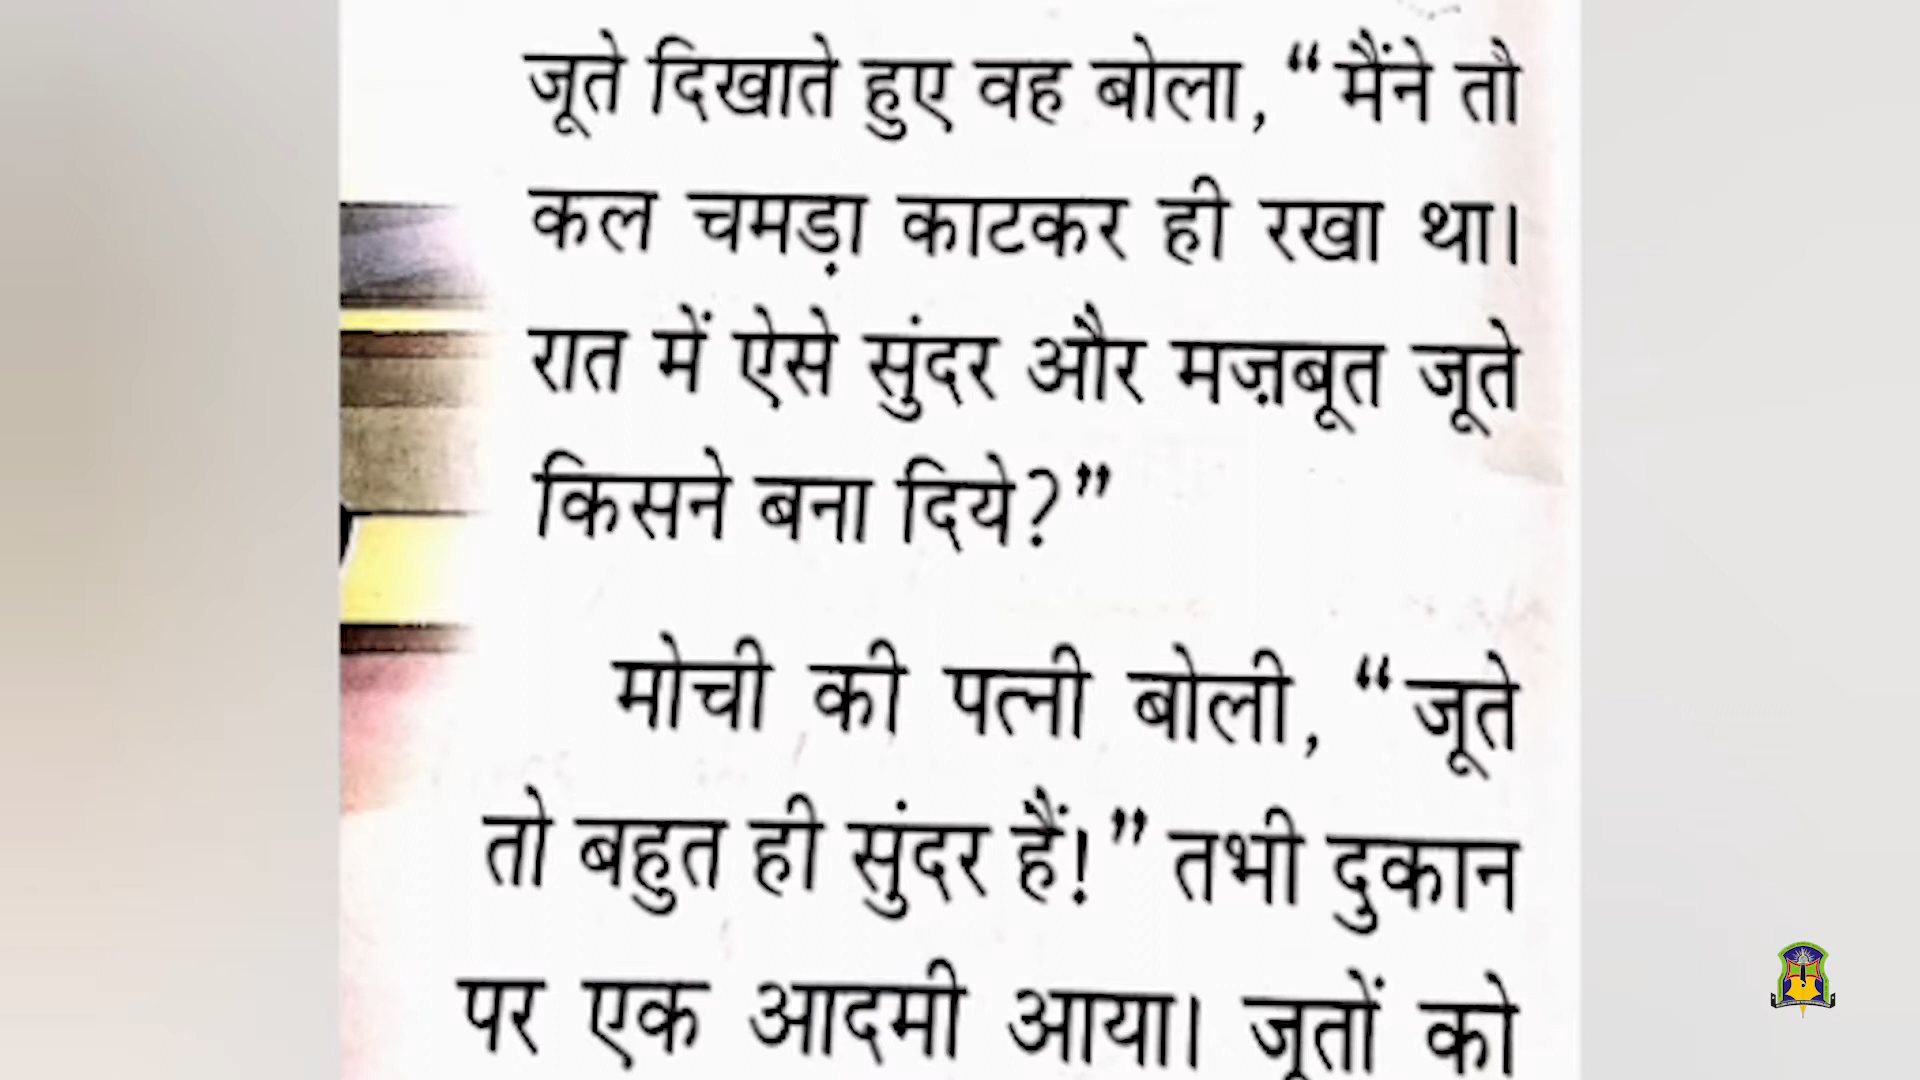 जूते दिखाते हुए वह बोला, “मैंने तो
कल चमड़ा काटकर ही रखा था।
रात में ऐसे सुंदर और मज़बूत जूते
किसने बना दिये?”
मोची की पत्नी बोली, “जूते
तो बहुत ही सुंदर हैं!” तभी दुकान
पर एक आदमी आया। जूतों को